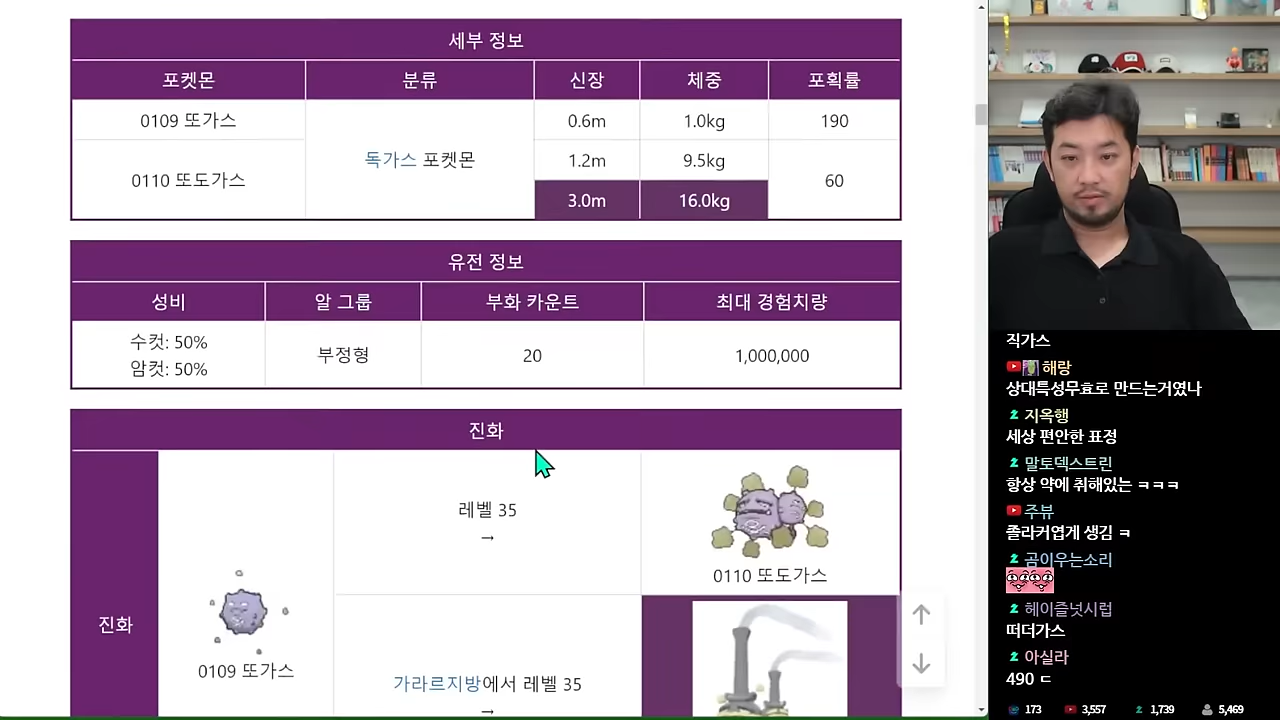 세부 정보
포켓몬 분류 신장 체중 포획률
0109 또가스 독가스 포켓몬 0.6m 1.0kg 190
0110 또도가스 1.2m 9.5kg 60
3.0m 16.0kg
유전 정보
성비 알 그룹 부화 카운트 최대 경험치량
수컷: 50%
암컷: 50%
부정형 20 1,000,000
진화
진화
레벨 35
→
0110 또도가스
0109 또가스
가라르지방에서 레벨 35
→
직가스
해랑
상대특성무효로 만드는거였나
지옥행
세상 편안한 표정
말토덱스트린
항상 약에 취해있는 ㅋㅋㅋ
주뷰
졸라커엽게 생김 ㅋ
곰이우는소리
헤이즐넛시럽
떠더가스
아실라
490 ㄷ
173 3,557 1,739 5,469